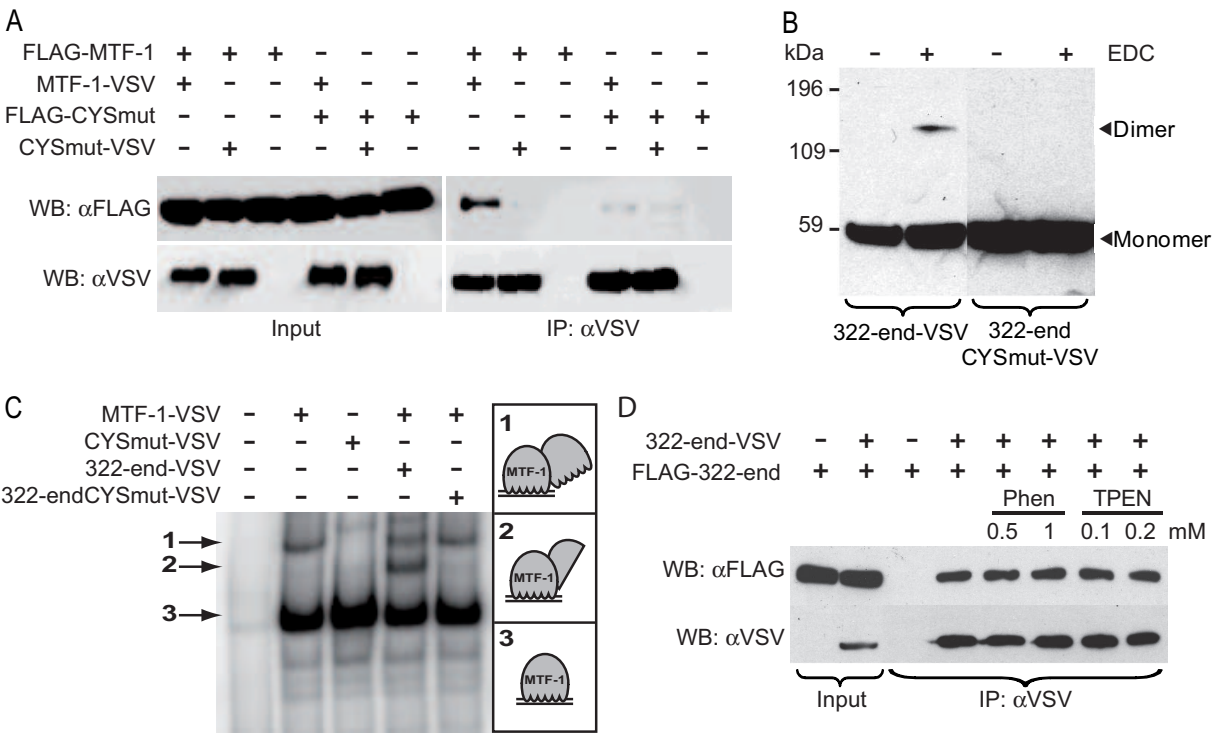 A
FLAG-MTF-1 + + + - - - + + + - - -
MTF-1-VSV + - - + - - + - - + - -
FLAG-CYSmut - - - + + + - - - + + +
CYSmut-VSV - + - - + - - + - - + -
WB: αFLAG
WB: αVSV
Input IP: αVSV
B
kDa - + - + EDC
196
Dimer
109
59
Monomer
322-end-VSV 322-end
CYSmut-VSV
C
MTF-1-VSV - + - + +
CYSmut-VSV - - + - -
322-end-VSV - - - + -
322-endCYSmut-VSV - - - - +
1
2
3
1
MTF-1
2
MTF-1
3
MTF-1
D
322-end-VSV - + - + + + + +
FLAG-322-end + + + + + + + +
Phen TPEN
0.5 1 0.1 0.2 mM
WB: αFLAG
WB: αVSV
Input IP: αVSV